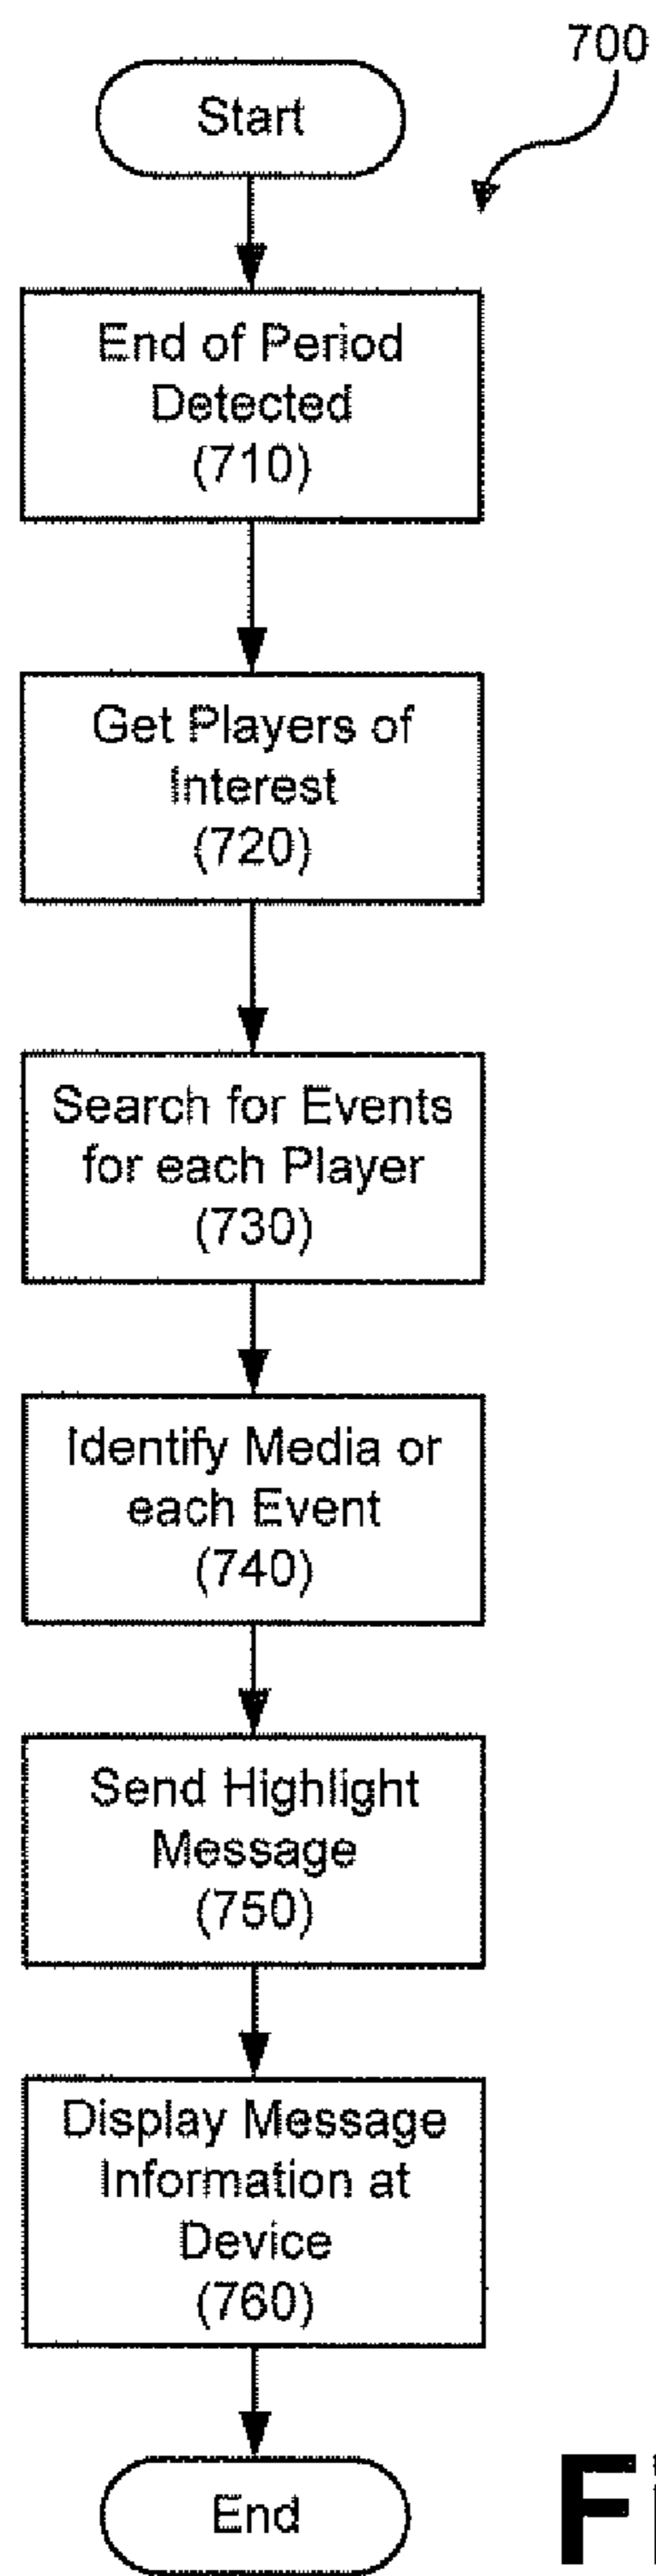 700
Start
End of Period
Detected
(710)
Get Players of
Interest
(720)
Search for Events
for each Player
(730)
Identify Media or
each Event
(740)
Send Highlight
Message
(750)
Display Message
Information at
Device
(760)
End